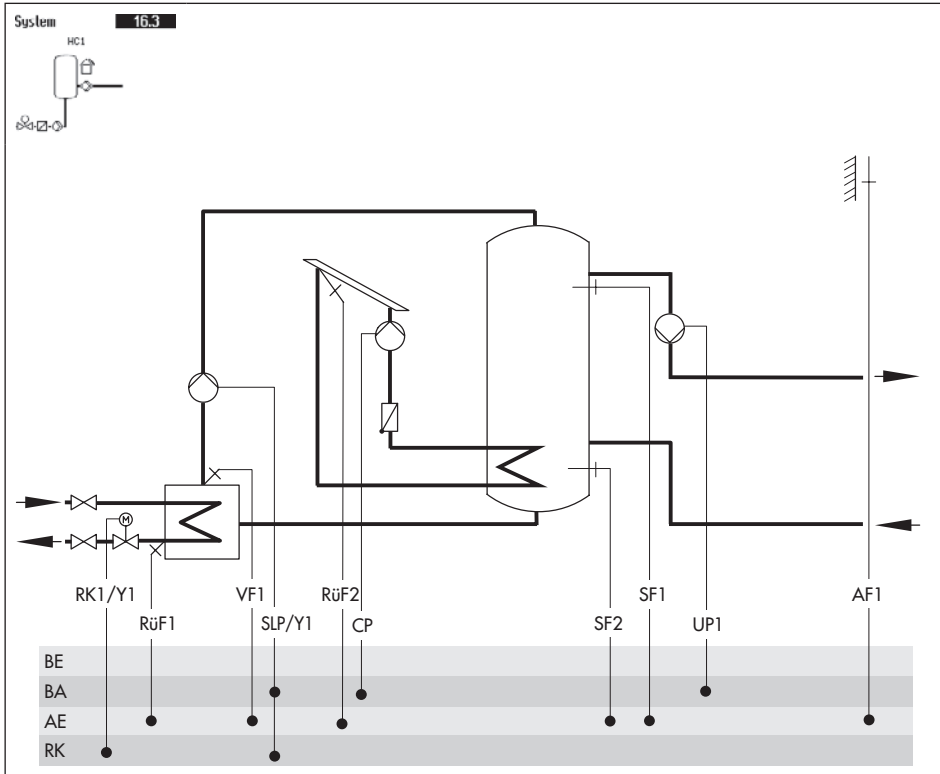 System 16.3
HC1
M
RK1/Y1 VF1 RüF2 SF1 AF1
RüF1 SLP/Y1 CP SF2 UP1
BE
BA
AE
RK